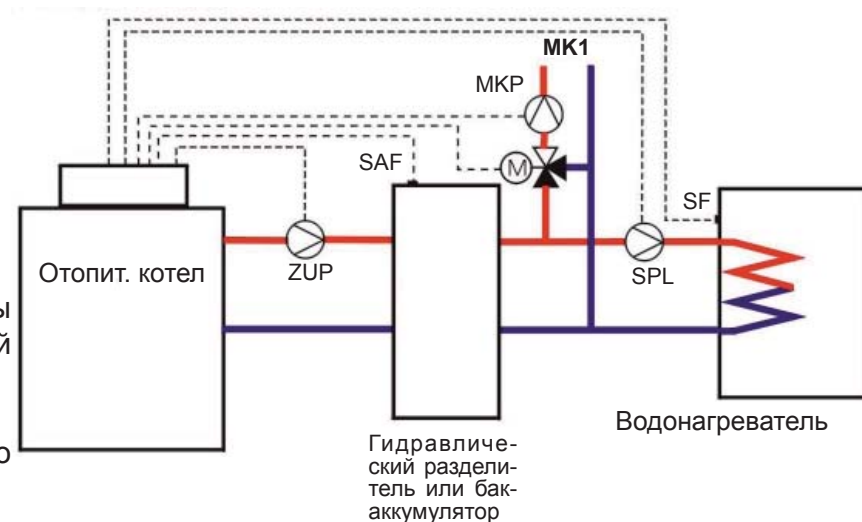 MK1
MKP
SAF
M
SF
Отопит. котел
ZUP
SPL
ы
й
о
Водонагреватель
Гидравличе-
ский раздели-
тель или бак-
аккумулятор